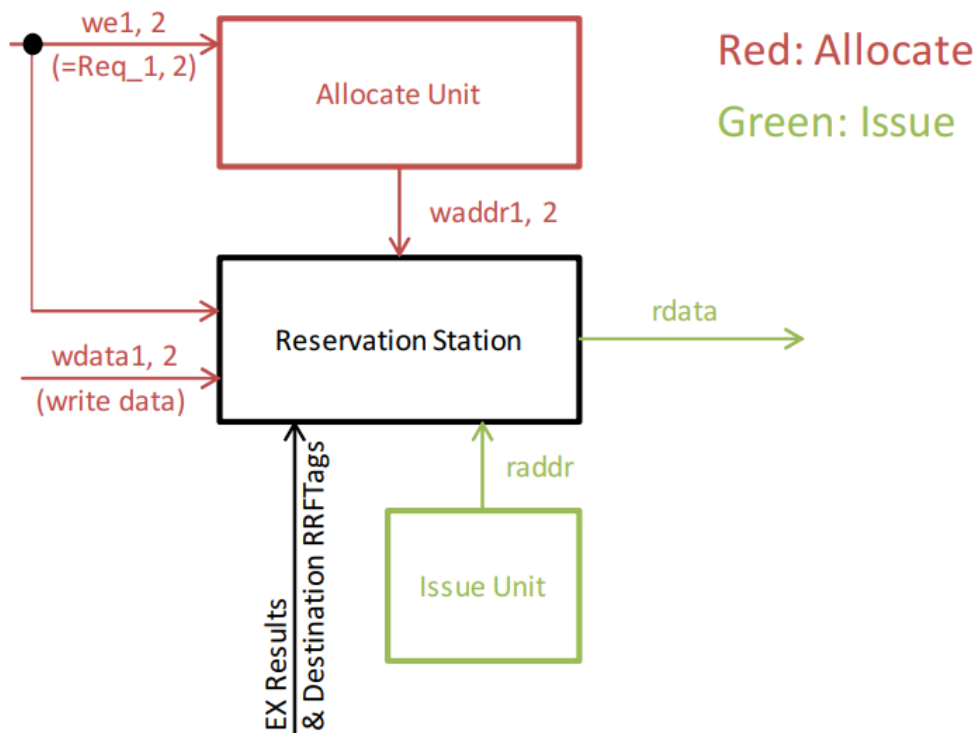 we1, 2
(=Req_1, 2)
Allocate Unit
Red: Allocate
Green: Issue
waddr1, 2
Reservation Station
rdata
wdata1, 2
(write data)
raddr
Issue Unit
EX Results
& Destination RRFTags